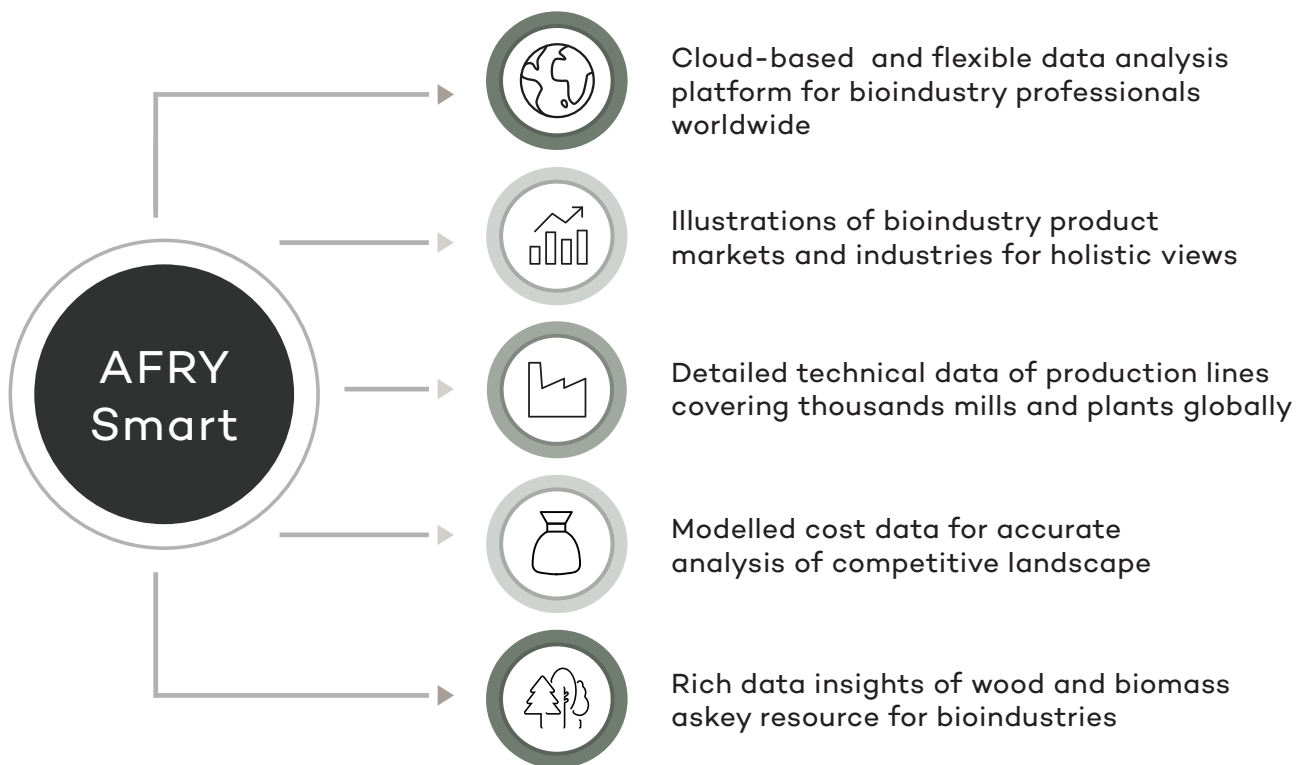 AFRY
Smart
Cloud-based and flexible data analysis
platform for bioindustry professionals
worldwide
Illustrations of bioindustry product
markets and industries for holistic views
Detailed technical data of production lines
covering thousands mills and plants globally
Modelled cost data for accurate
analysis of competitive landscape
Rich data insights of wood and biomass
askey resource for bioindustries